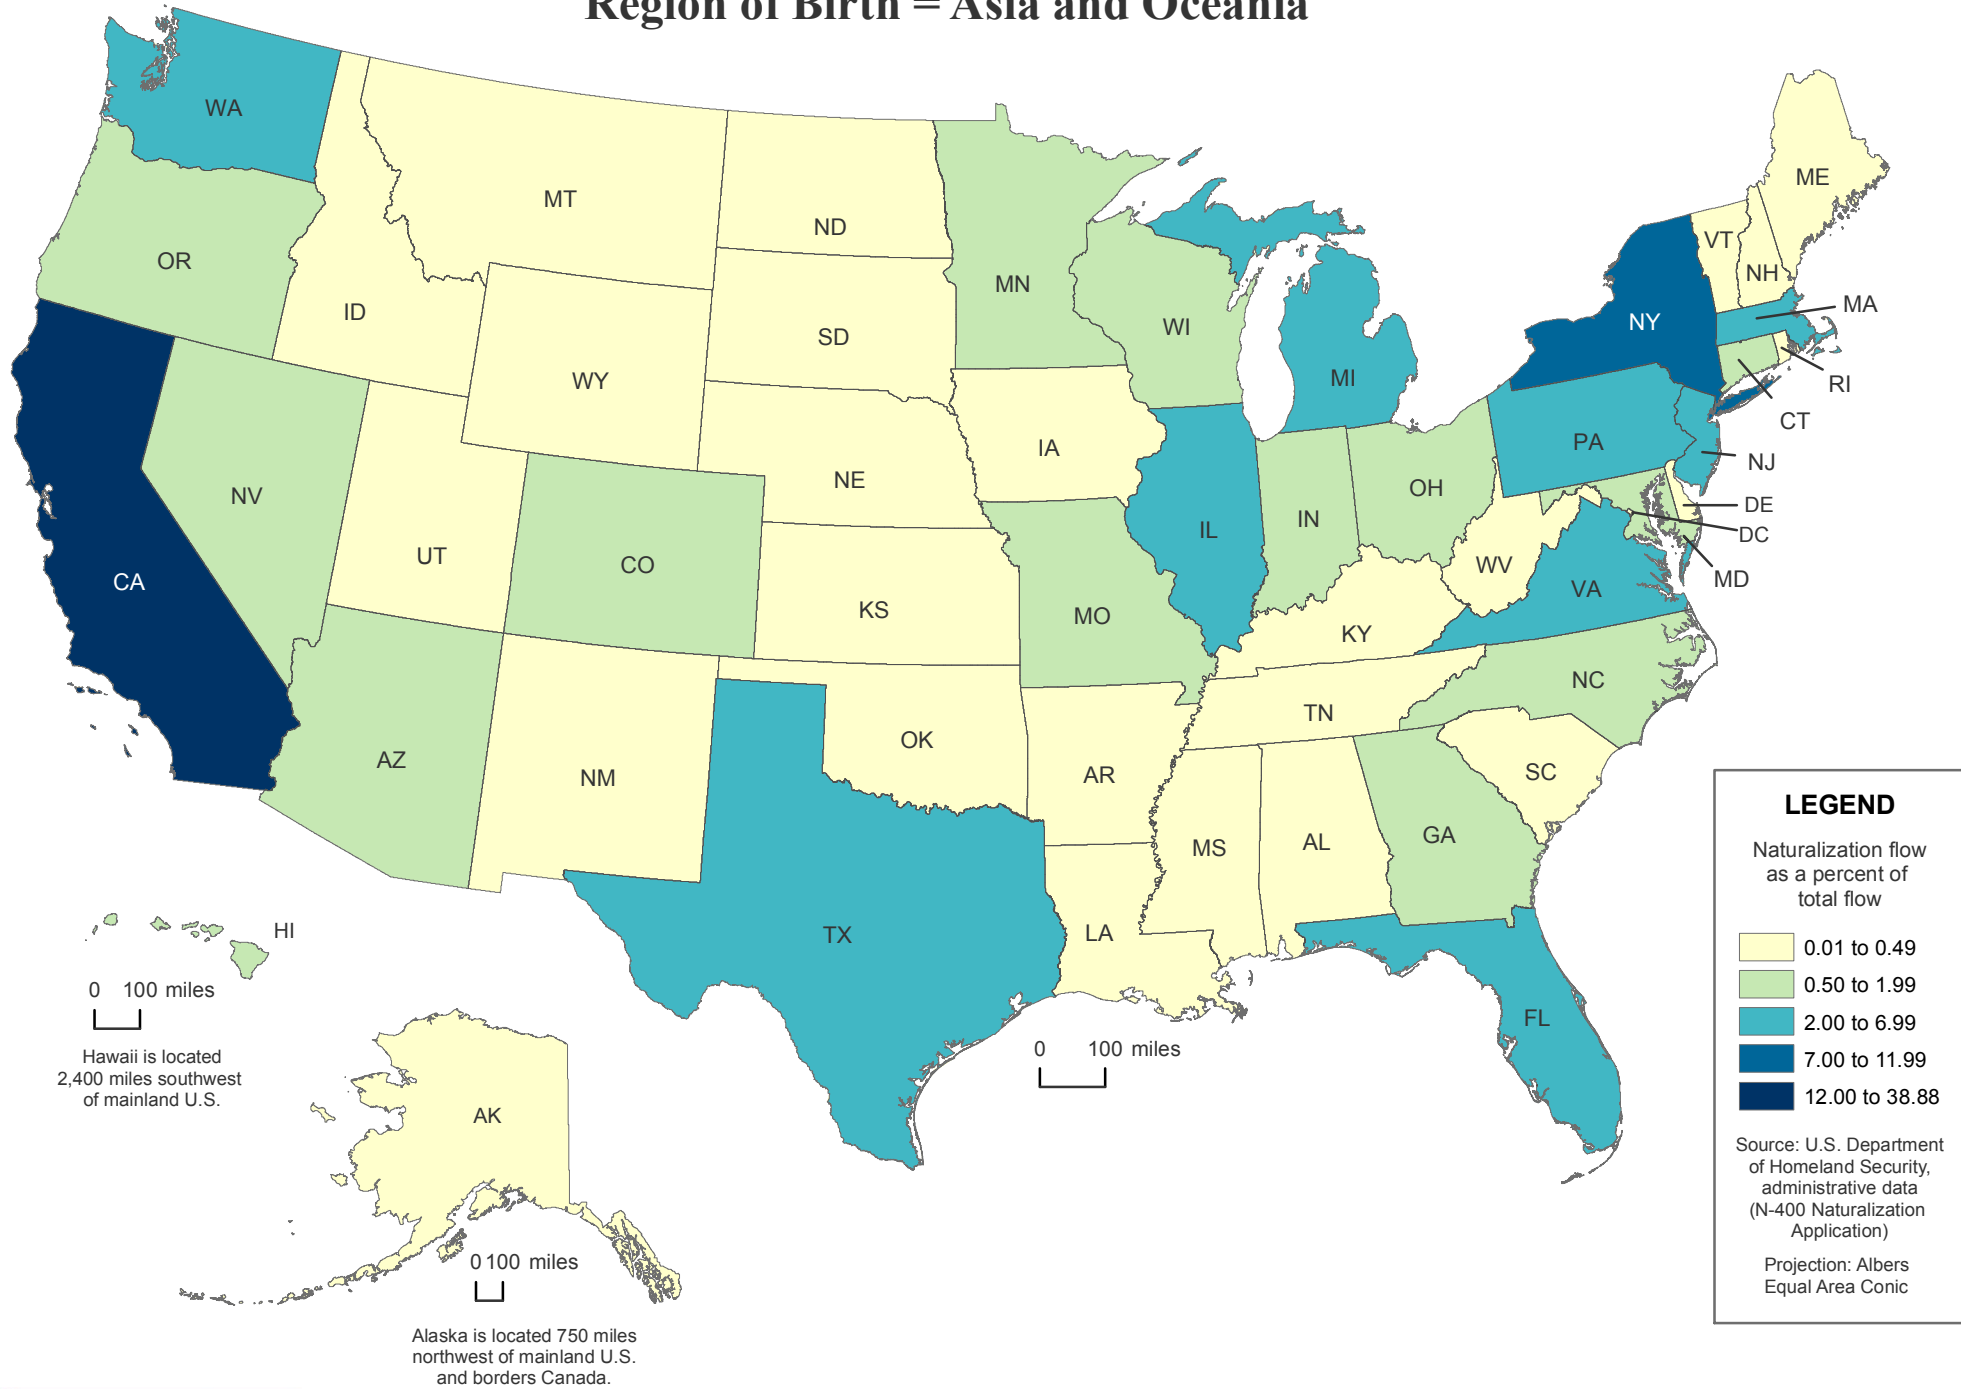 Region of Birth = Asia and Oceania
WA
MT
ND
ME
OR
MN
VT
NH
ID
SD
WI
NY
MA
WY
MI
RI
CT
IA
PA
NJ
NE
NV
OH
IN
IL
DE
DC
UT
CO
WV
MD
CA
VA
KS
MO
KY
NC
TN
OK
AZ
NM
AR
SC
MS
AL
GA
TX
LA
FL
HI
0 100 miles
Hawaii is located
2,400 miles southwest
of mainland U.S.
AK
0 100 miles
Alaska is located 750 miles
northwest of mainland U.S.
and borders Canada.
0 100 miles
LEGEND
Naturalization flow
as a percent of
total flow
0.01 to 0.49
0.50 to 1.99
2.00 to 6.99
7.00 to 11.99
12.00 to 38.88
Source: U.S. Department
of Homeland Security,
administrative data
(N-400 Naturalization
Application)
Projection: Albers
Equal Area Conic